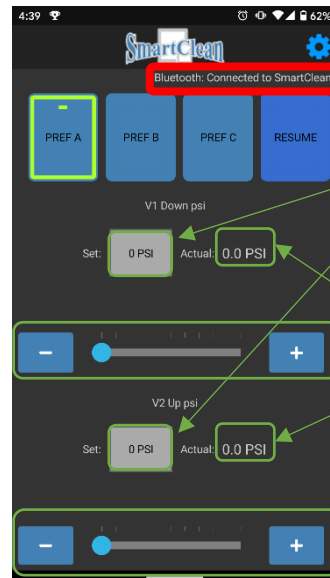 4:39 62%
SmartClean
Bluetooth: Connected to SmartClean
PREF A PREF B PREF C RESUME
V1 Down psi
Set: 0 PSI Actual: 0.0 PSI
− +
V2 Up psi
Set: 0 PSI Actual: 0.0 PSI
− +